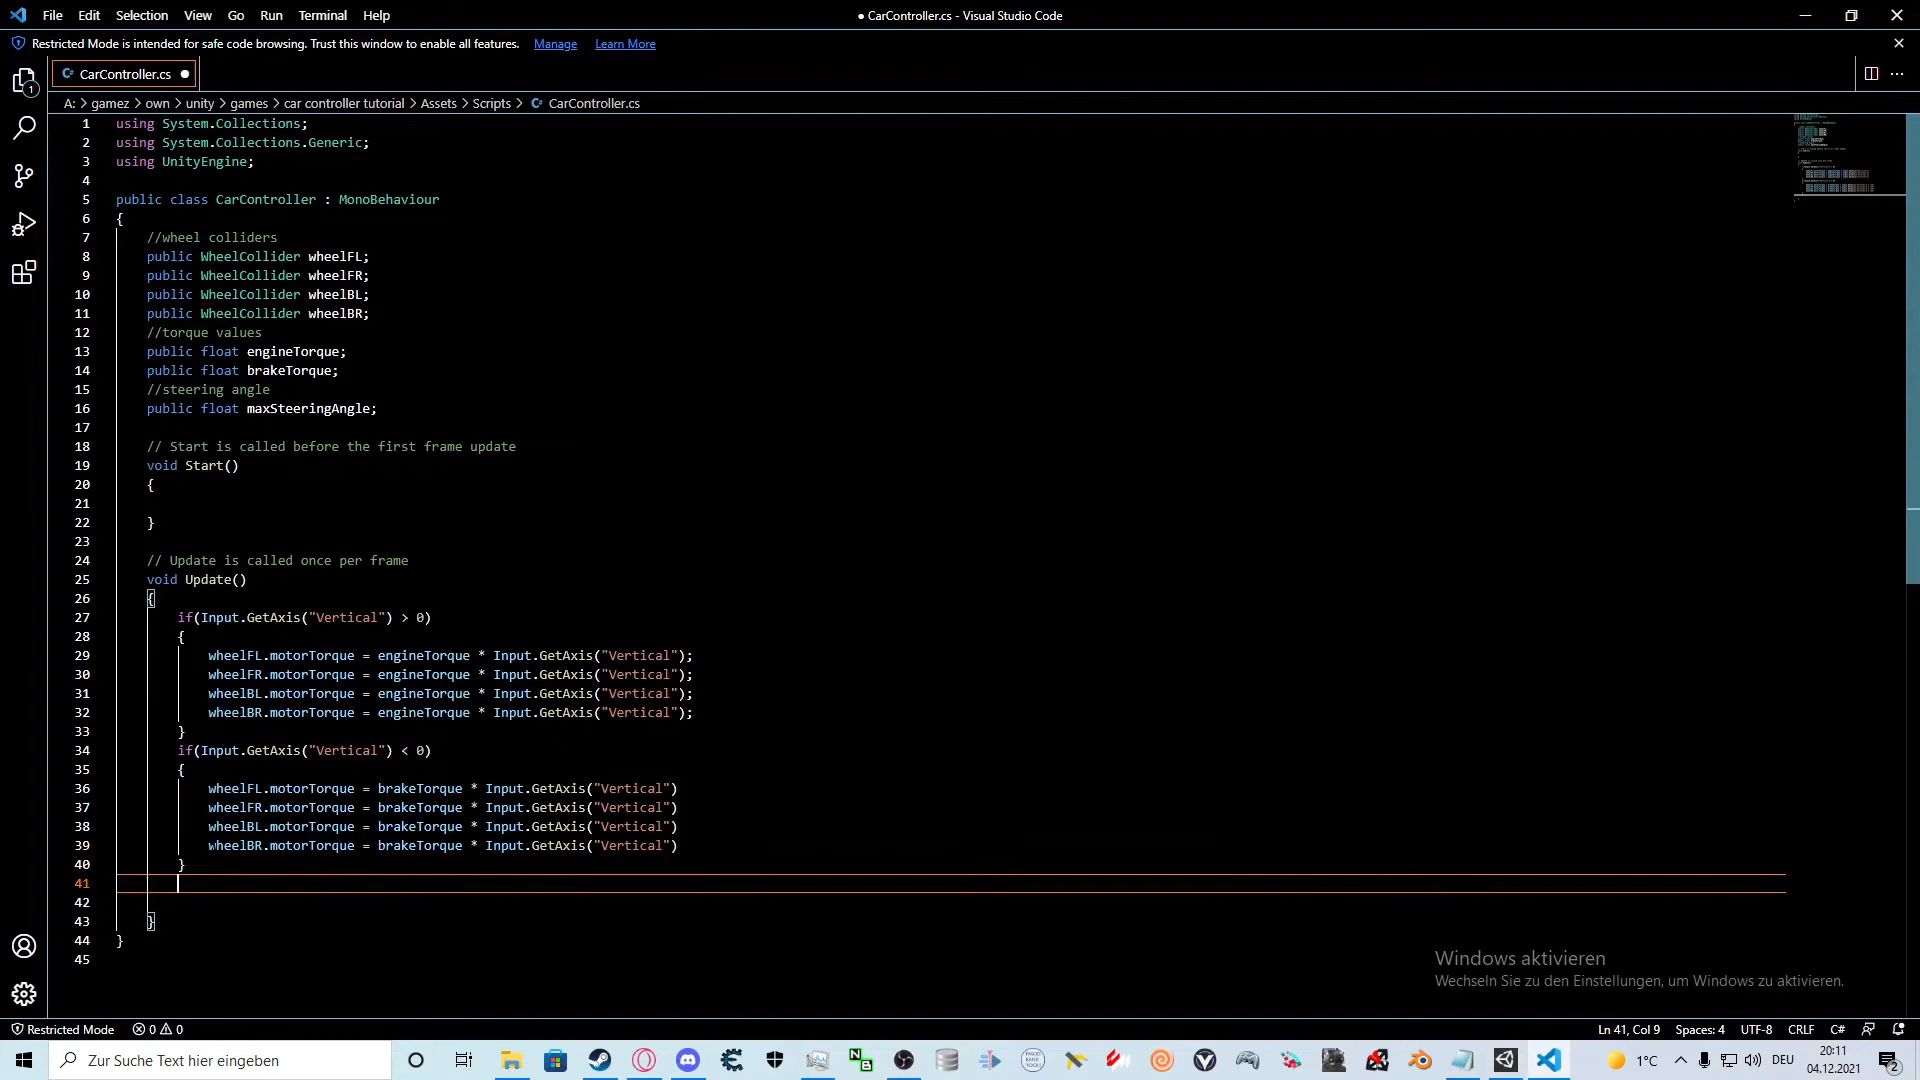 File Edit Selection View Go Run Terminal Help
● CarController.cs - Visual Studio Code
Restricted Mode is intended for safe code browsing. Trust this window to enable all features. Manage Learn More
CarController.cs ●
A: > gamez > own > unity > games > car controller tutorial > Assets > Scripts > CarController.cs
1 using System.Collections;
2 using System.Collections.Generic;
3 using UnityEngine;
4
5 public class CarController : MonoBehaviour
6 {
7 //wheel colliders
8 public WheelCollider wheelFL;
9 public WheelCollider wheelFR;
10 public WheelCollider wheelBL;
11 public WheelCollider wheelBR;
12 //torque values
13 public float engineTorque;
14 public float brakeTorque;
15 //steering angle
16 public float maxSteeringAngle;
17
18 // Start is called before the first frame update
19 void Start()
20 {
21
22 }
23
24 // Update is called once per frame
25 void Update()
26 {
27 if(Input.GetAxis("Vertical") > 0)
28 {
29 wheelFL.motorTorque = engineTorque * Input.GetAxis("Vertical");
30 wheelFR.motorTorque = engineTorque * Input.GetAxis("Vertical");
31 wheelBL.motorTorque = engineTorque * Input.GetAxis("Vertical");
32 wheelBR.motorTorque = engineTorque * Input.GetAxis("Vertical");
33 }
34 if(Input.GetAxis("Vertical") < 0)
35 {
36 wheelFL.motorTorque = brakeTorque * Input.GetAxis("Vertical")
37 wheelFR.motorTorque = brakeTorque * Input.GetAxis("Vertical")
38 wheelBL.motorTorque = brakeTorque * Input.GetAxis("Vertical")
39 wheelBR.motorTorque = brakeTorque * Input.GetAxis("Vertical")
40 }
41
42
43 }
44 }
45
Windows aktivieren
Wechseln Sie zu den Einstellungen, um Windows zu aktivieren.
Restricted Mode 0 0 Ln 41, Col 9 Spaces: 4 UTF-8 CRLF C#
Zur Suche Text hier eingeben
1°C DEU
20:11
04.12.2021
2